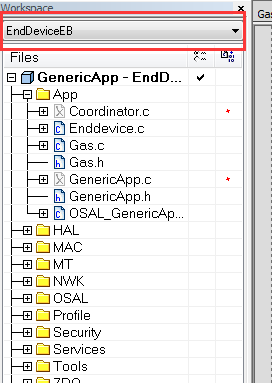 Workspace
Gas
EndDeviceEB
Files
GenericApp - EndD...
App
Coordinator.c
Enddevice.c
Gas.c
Gas.h
GenericApp.c
GenericApp.h
OSAL_GenericAp...
HAL
MAC
MT
NWK
OSAL
Profile
Security
Services
Tools